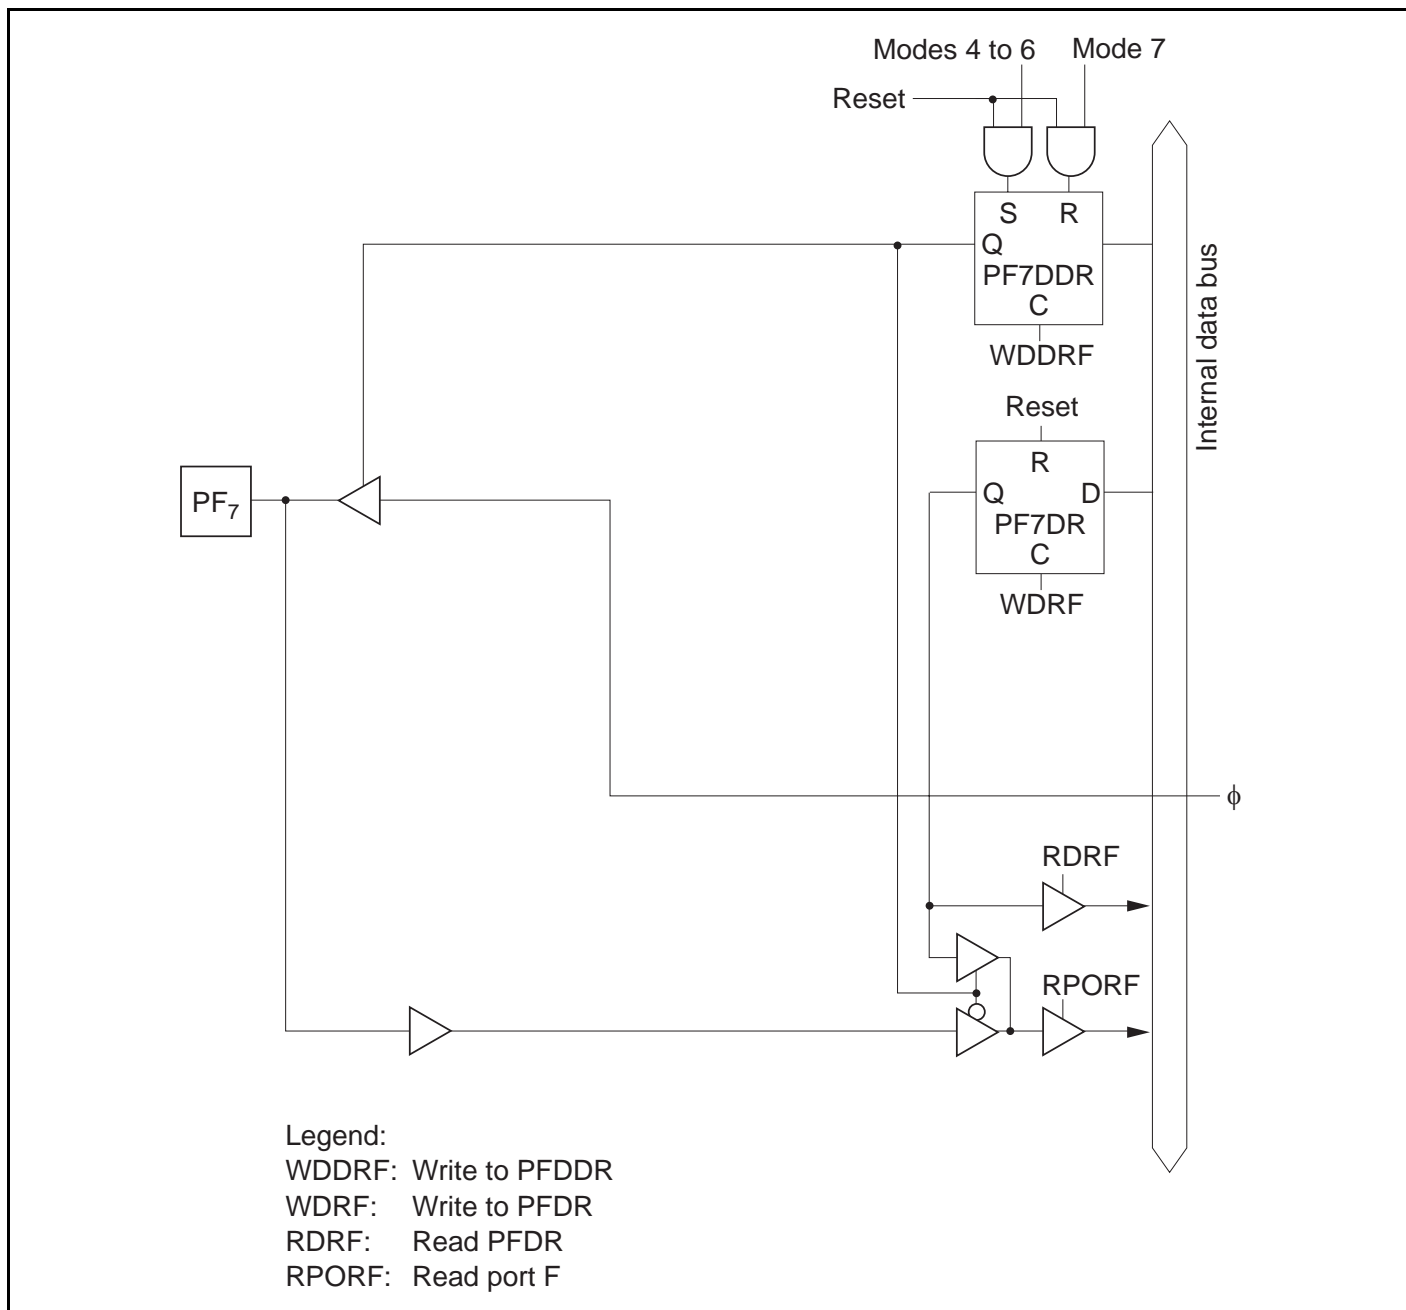 Modes 4 to 6
Mode 7
Reset
S
R
Q
PF7DDR
C
WDDRF
Internal data bus
Reset
R
PF7
Q
D
PF7DR
C
WDRF
ϕ
RDRF
RPORF
Legend:
WDDRF: Write to PFDDR
WDRF: Write to PFDR
RDRF: Read PFDR
RPORF: Read port F